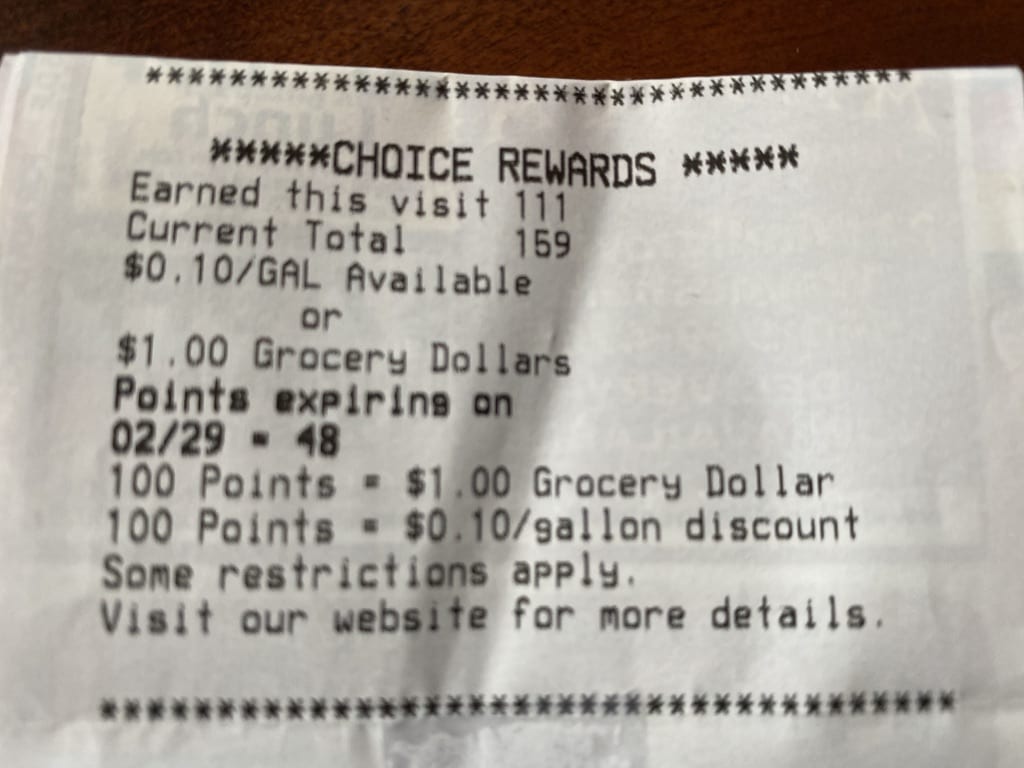 ******************************************
*****CHOICE REWARDS *****
Earned this visit 111
Current Total 159
$0.10/GAL Available
or
$1.00 Grocery Dollars
Points expiring on
02/29 = 48
100 Points = $1.00 Grocery Dollar
100 Points = $0.10/gallon discount
Some restrictions apply.
Visit our website for more details.
******************************************